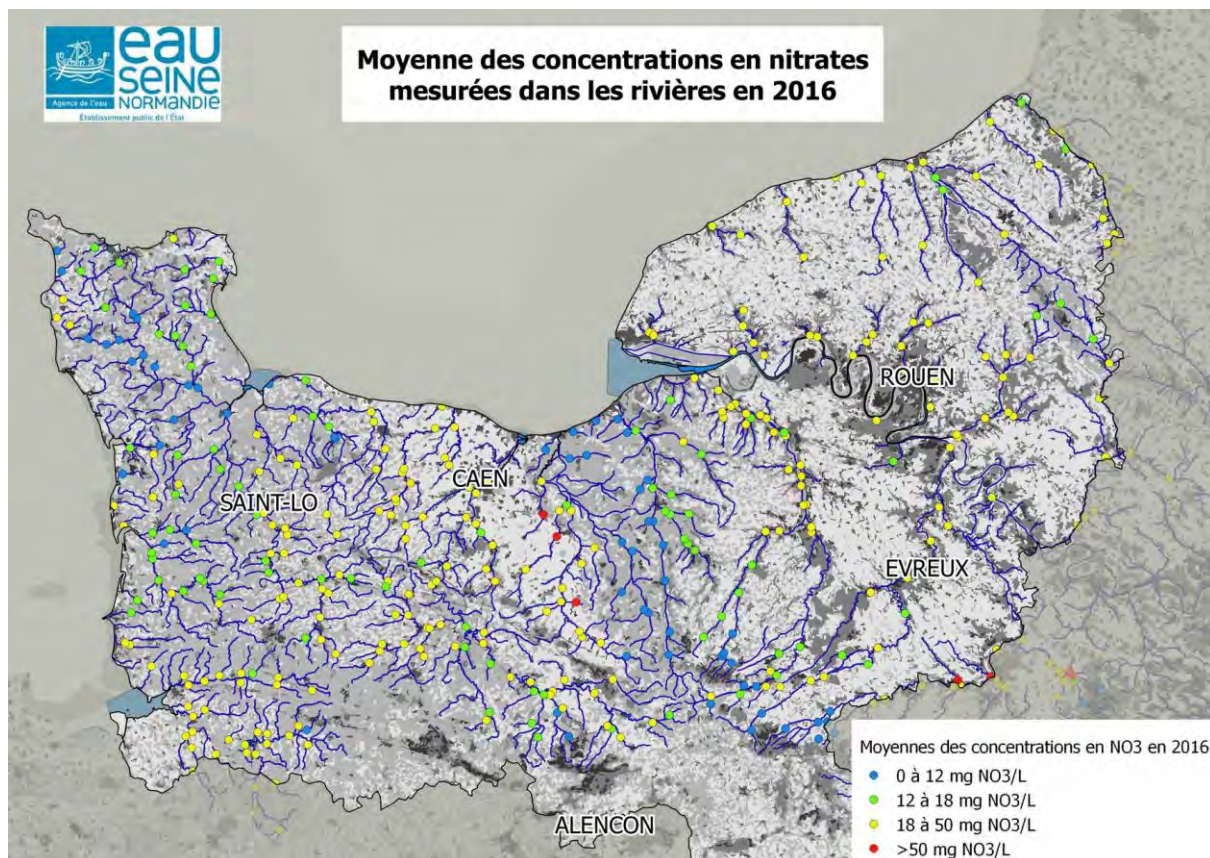 eau
SEINE
NORMANDIE
Agence de l'eau
Établissement public de l'État
Moyenne des concentrations en nitrates
mesurées dans les rivières en 2016
ROUEN
CAEN
SAINT-LO
EVREUX
ALENCON
Moyennes des concentrations en NO3 en 2016
0 à 12 mg NO3/L
12 à 18 mg NO3/L
18 à 50 mg NO3/L
>50 mg NO3/L